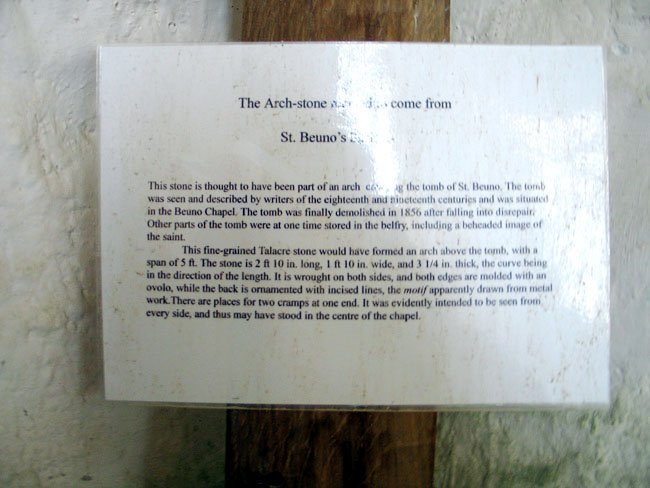 The Arch-stone come from
St. Beuno's
This stone is thought to have been part of an arch the tomb of St. Beuno. The tomb
was seen and described by writers of the eighteenth and nineteenth centuries and was situated
in the Beuno Chapel. The tomb was finally demolished in 1856 after falling into disrepair.
Other parts of the tomb were at one time stored in the belfry, including a beheaded image of
the saint.
This fine-grained Talacre stone would have formed an arch above the tomb, with a
span of 5 ft. The stone is 2 ft 10 in. long, 1 ft 10 in. wide, and 3 1/4 in. thick, the curve being
in the direction of the length. It is wrought on both sides, and both edges are molded with an
ovolo, while the back is ornamented with incised lines, the motif apparently drawn from metal
work.There are places for two cramps at one end. It was evidently intended to be seen from
every side, and thus may have stood in the centre of the chapel.